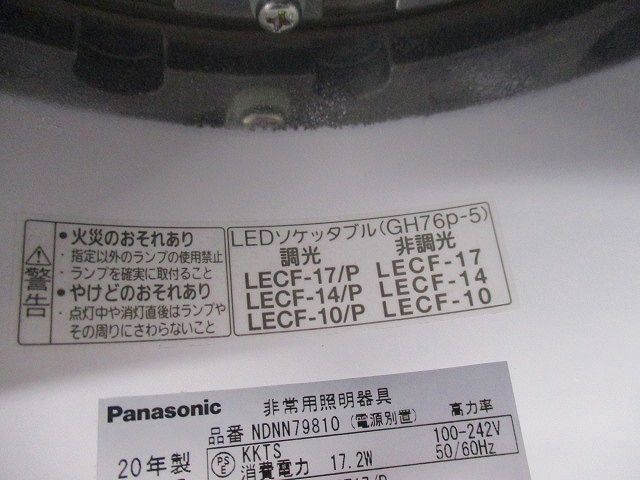 警告
• 火災のおそれあり
・指定以外のランプの使用禁止
・ランプを確実に取付ること
• やけどのおそれあり
・点灯中や消灯直後はランプや
その周りにさわらないこと
LEDソケッタブル(GH76p-5)
調光 非調光
LECF-17/P LECF-17
LECF-14/P LECF-14
LECF-10/P LECF-10
Panasonic 非常用照明器具
品番 NDNN79810 (電源別置) 高力率
20年製 PSE KKTS 100-242V
消費電力 17.2W 50/60Hz